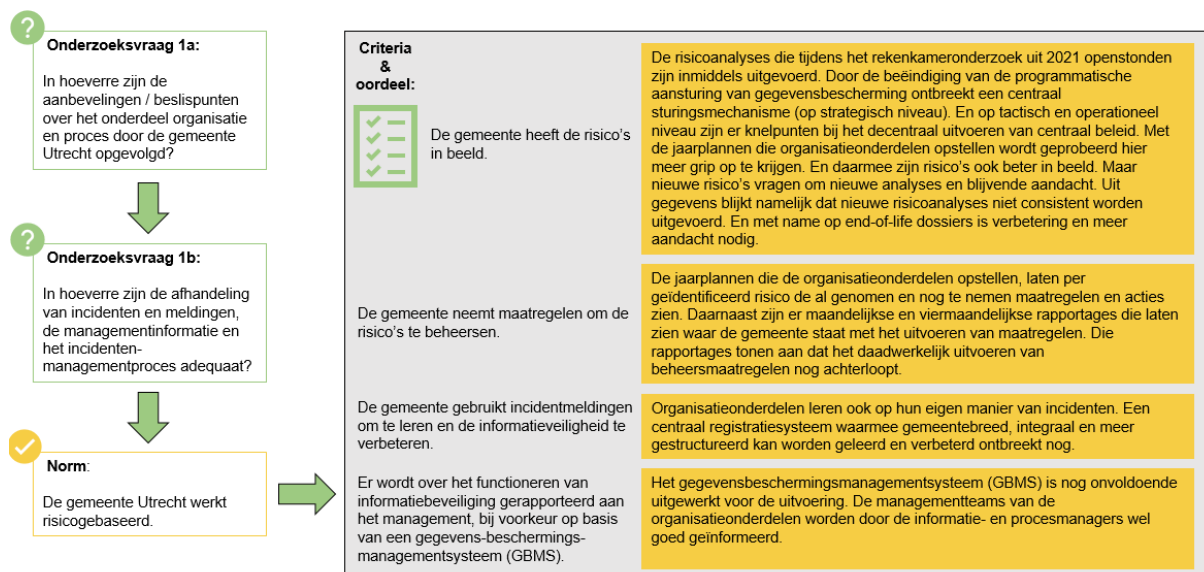 ?
Onderzoeksvraag 1a:
In hoeverre zijn de
aanbevelingen / beslispunten
over het onderdeel organisatie
en proces door de gemeente
Utrecht opgevolgd?
?
Onderzoeksvraag 1b:
In hoeverre zijn de afhandeling
van incidenten en meldingen,
de managementinformatie en
het incidenten-
managementproces adequaat?
Norm:
De gemeente Utrecht werkt
risicogebaseerd.
Criteria
&
oordeel:
De gemeente heeft de risico's
in beeld.
De risicoanalyses die tijdens het rekenkameronderzoek uit 2021 openstonden
zijn inmiddels uitgevoerd. Door de beëindiging van de programmatische
aansturing van gegevensbescherming ontbreekt een centraal
sturingsmechanisme (op strategisch niveau). En op tactisch en operationeel
niveau zijn er knelpunten bij het decentraal uitvoeren van centraal beleid. Met
de jaarplannen die organisatieonderdelen opstellen wordt geprobeerd hier
meer grip op te krijgen. En daarmee zijn risico's ook beter in beeld. Maar
nieuwe risico's vragen om nieuwe analyses en blijvende aandacht. Uit
gegevens blijkt namelijk dat nieuwe risicoanalyses niet consistent worden
uitgevoerd. En met name op end-of-life dossiers is verbetering en meer
aandacht nodig.
De gemeente neemt maatregelen om de
risico's te beheersen.
De jaarplannen die de organisatieonderdelen opstellen, laten per
geïdentificeerd risico de al genomen en nog te nemen maatregelen en acties
zien. Daarnaast zijn er maandelijkse en viermaandelijkse rapportages die laten
zien waar de gemeente staat met het uitvoeren van maatregelen. Die
rapportages tonen aan dat het daadwerkelijk uitvoeren van
beheersmaatregelen nog achterloopt.
De gemeente gebruikt incidentmeldingen
om te leren en de informatieveiligheid te
verbeteren.
Organisatieonderdelen leren ook op hun eigen manier van incidenten. Een
centraal registratiesysteem waarmee gemeentebreed, integraal en meer
gestructureerd kan worden geleerd en verbeterd ontbreekt nog.
Er wordt over het functioneren van
informatiebeveiliging gerapporteerd aan
het management, bij voorkeur op basis
van een gegevens-beschermings-
managementsysteem (GBMS).
Het gegevensbeschermingsmanagementsysteem (GBMS) is nog onvoldoende
uitgewerkt voor de uitvoering. De managementteams van de
organisatieonderdelen worden door de informatie- en procesmanagers wel
goed geïnformeerd.